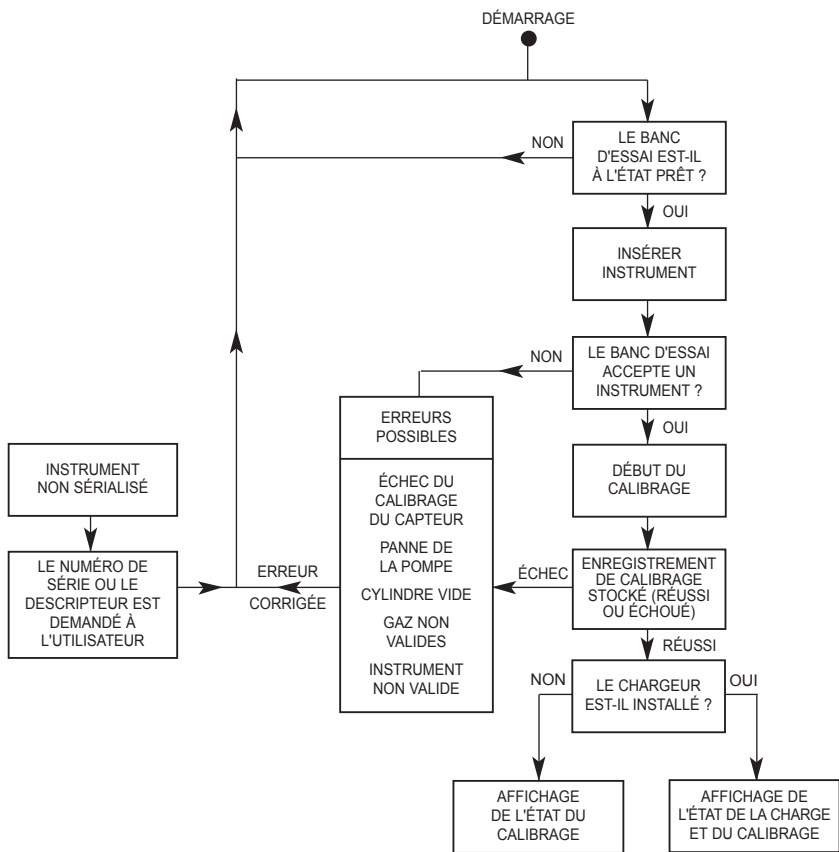 DÉMARRAGE
NON
LE BANC
D'ESSAI EST-IL
À L'ÉTAT PRÊT ?
OUI
INSÉRER
INSTRUMENT
NON
LE BANC D'ESSAI
ACCEPTE UN
INSTRUMENT ?
OUI
ERREURS
POSSIBLES
ÉCHEC DU
CALIBRAGE
DU CAPTEUR
PANNE DE
LA POMPE
CYLINDRE VIDE
GAZ NON
VALIDES
INSTRUMENT
NON VALIDE
INSTRUMENT
NON SÉRIALISÉ
LE NUMÉRO DE
SÉRIE OU LE
DESCRIPTEUR EST
DEMANDÉ À
L'UTILISATEUR
ERREUR
CORRIGÉE
DÉBUT DU
CALIBRAGE
ÉCHEC
ENREGISTREMENT
DE CALIBRAGE
STOCKÉ (RÉUSSI
OU ÉCHOUÉ)
RÉUSSI
NON
LE CHARGEUR
EST-IL INSTALLÉ ?
OUI
AFFICHAGE
DE L'ÉTAT DU
CALIBRAGE
AFFICHAGE DE
L'ÉTAT DE LA CHARGE
ET DU CALIBRAGE